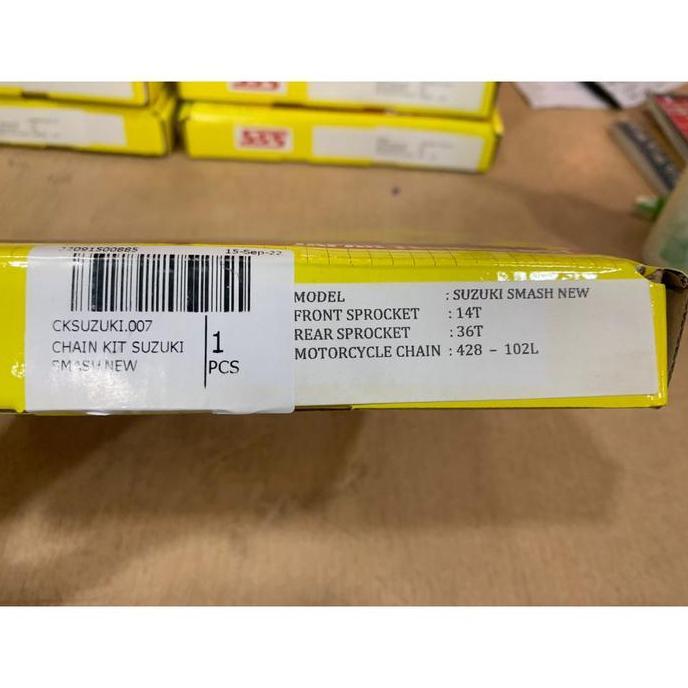 SSS
22091500885 15-Sep-22
CKSUZUKI.007
CHAIN KIT SUZUKI
SMASH NEW
1
PCS
MODEL : SUZUKI SMASH NEW
FRONT SPROCKET : 14T
REAR SPROCKET : 36T
MOTORCYCLE CHAIN : 428 – 102L